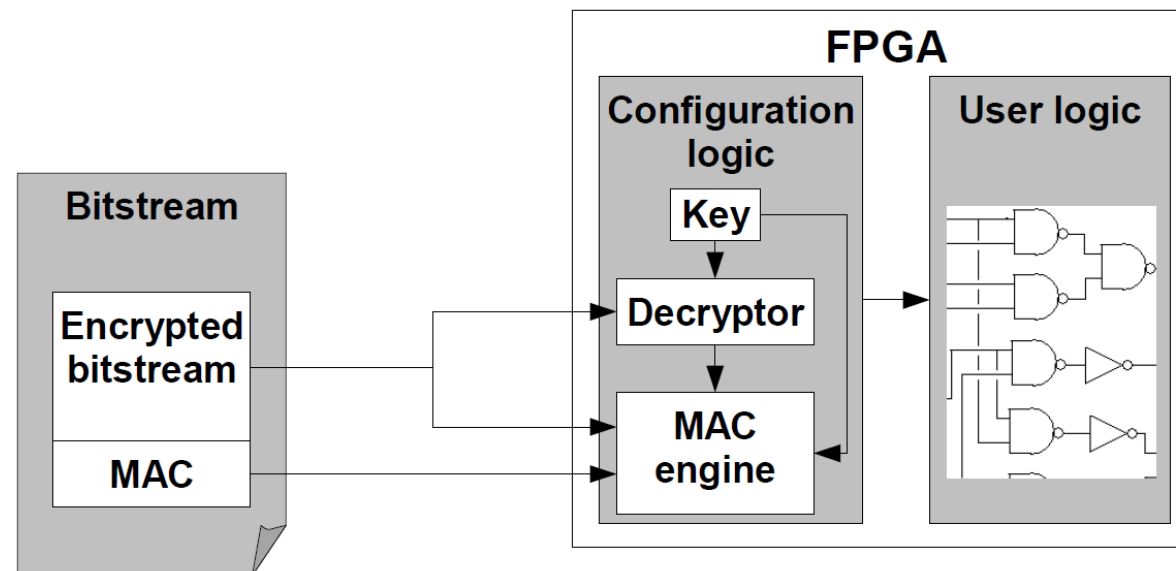 FPGA
Configuration
logic
User logic
Bitstream
Key
Encrypted
bitstream
Decryptor
MAC
engine
MAC